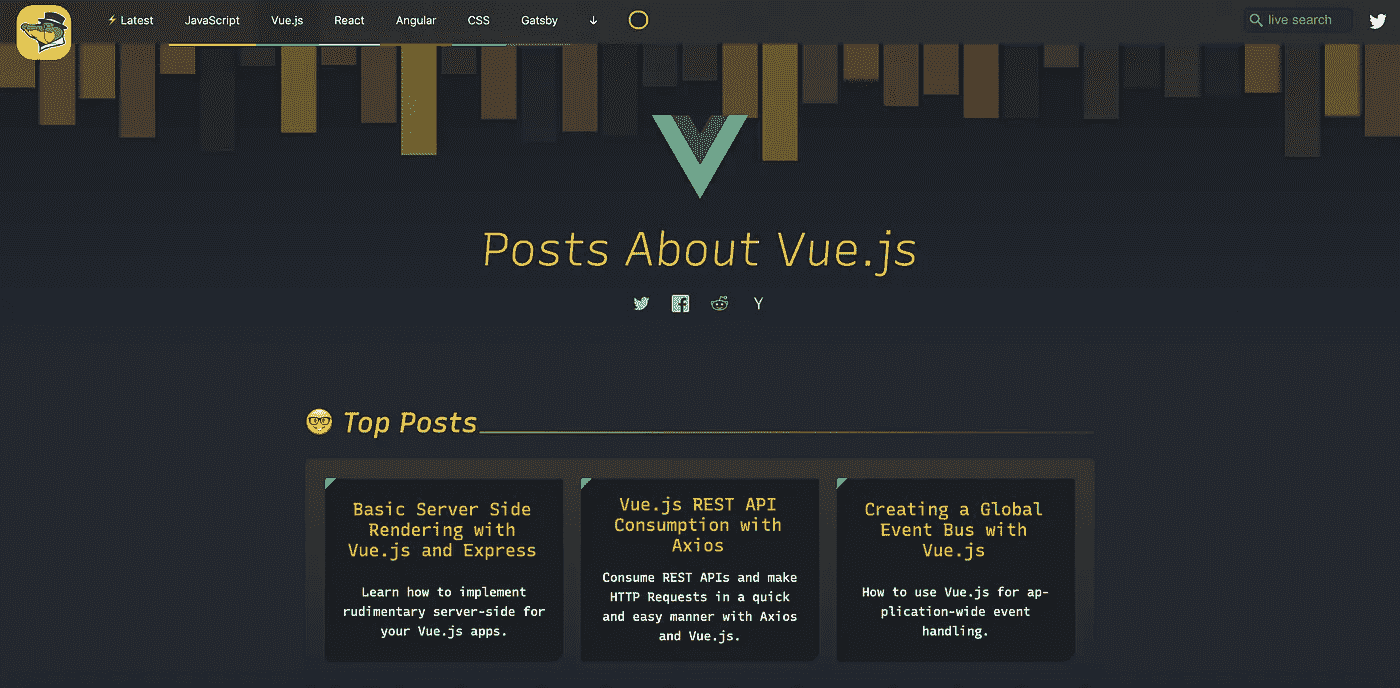 ⚡ Latest JavaScript Vue.js React Angular CSS Gatsby ↓ live search
Posts About Vue.js
Y
Top Posts
Basic Server Side
Rendering with
Vue.js and Express
Learn how to implement
rudimentary server-side for
your Vue.js apps.
Vue.js REST API
Consumption with
Axios
Consume REST APIs and make
HTTP Requests in a quick
and easy manner with Axios
and Vue.js.
Creating a Global
Event Bus with
Vue.js
How to use Vue.js for ap-
plication-wide event
handling.